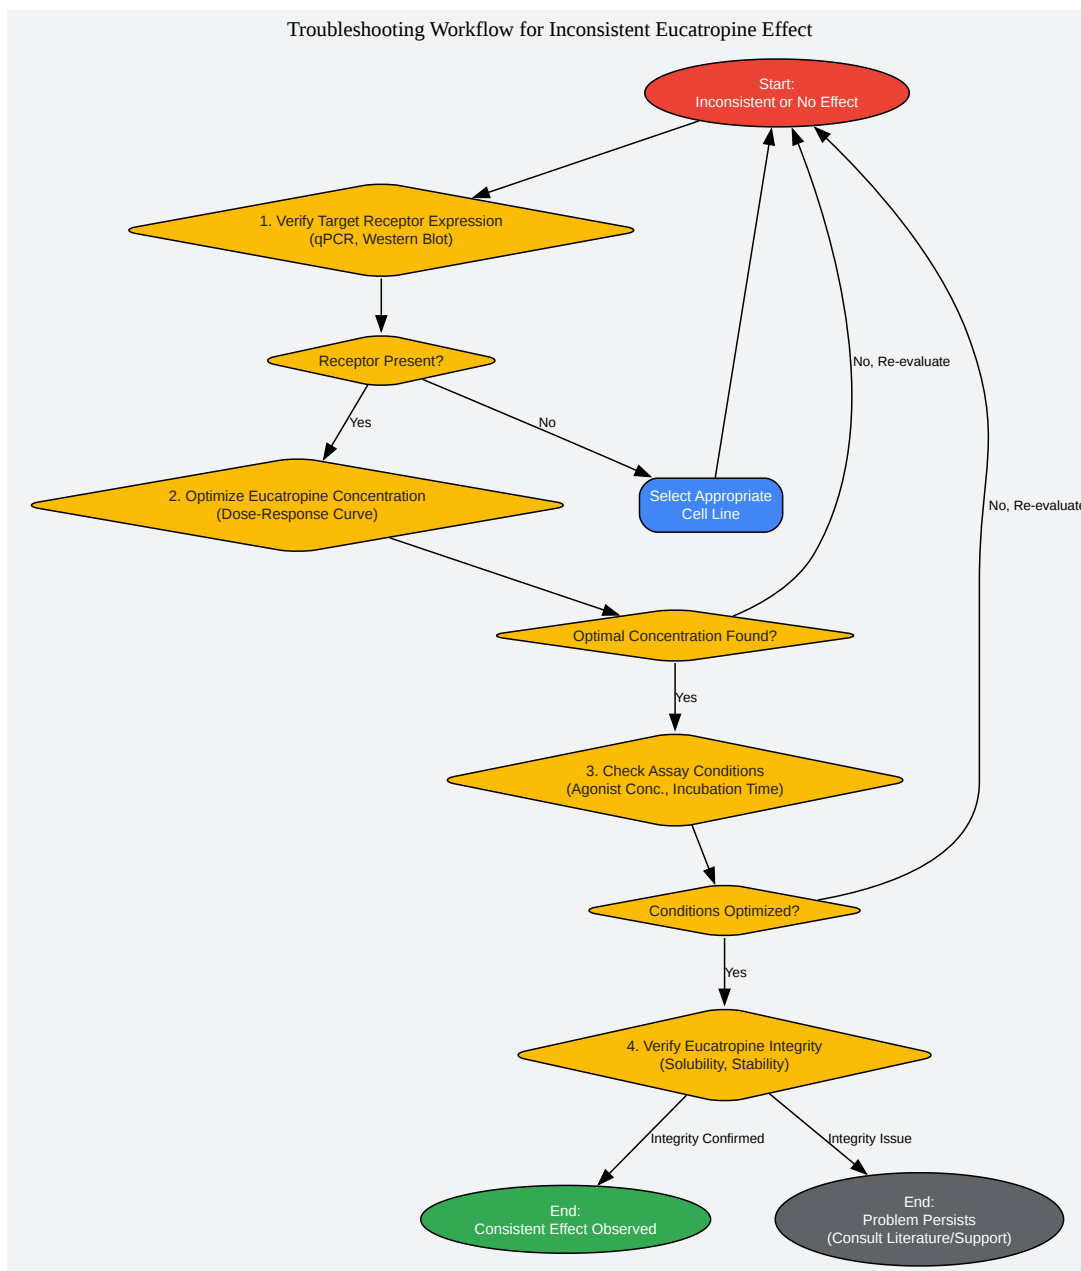 Troubleshooting Workflow for Inconsistent Eucatropine Effect
Start:
Inconsistent or No Effect
1. Verify Target Receptor Expression
(qPCR, Western Blot)
Receptor Present?
No, Re-evaluate
Yes
No
2. Optimize Eucatropine Concentration
(Dose-Response Curve)
Select Appropriate
Cell Line
No, Re-evaluate
Optimal Concentration Found?
Yes
3. Check Assay Conditions
(Agonist Conc., Incubation Time)
Conditions Optimized?
Yes
4. Verify Eucatropine Integrity
(Solubility, Stability)
Integrity Confirmed
Integrity Issue
End:
Consistent Effect Observed
End:
Problem Persists
(Consult Literature/Support)